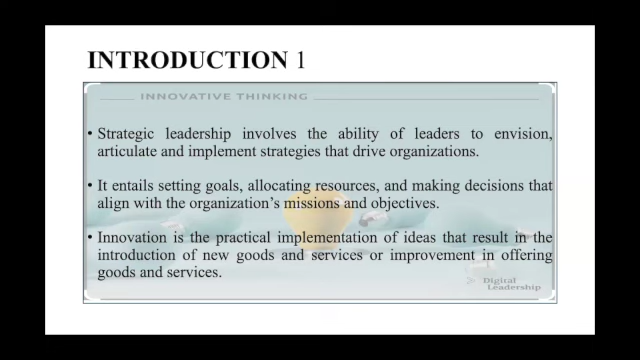 INTRODUCTION 1
INNOVATIVE THINKING
• Strategic leadership involves the ability of leaders to envision,
articulate and implement strategies that drive organizations.
• It entails setting goals, allocating resources, and making decisions that
align with the organization's missions and objectives.
• Innovation is the practical implementation of ideas that result in the
introduction of new goods and services or improvement in offering
goods and services.
Digital
Leadership